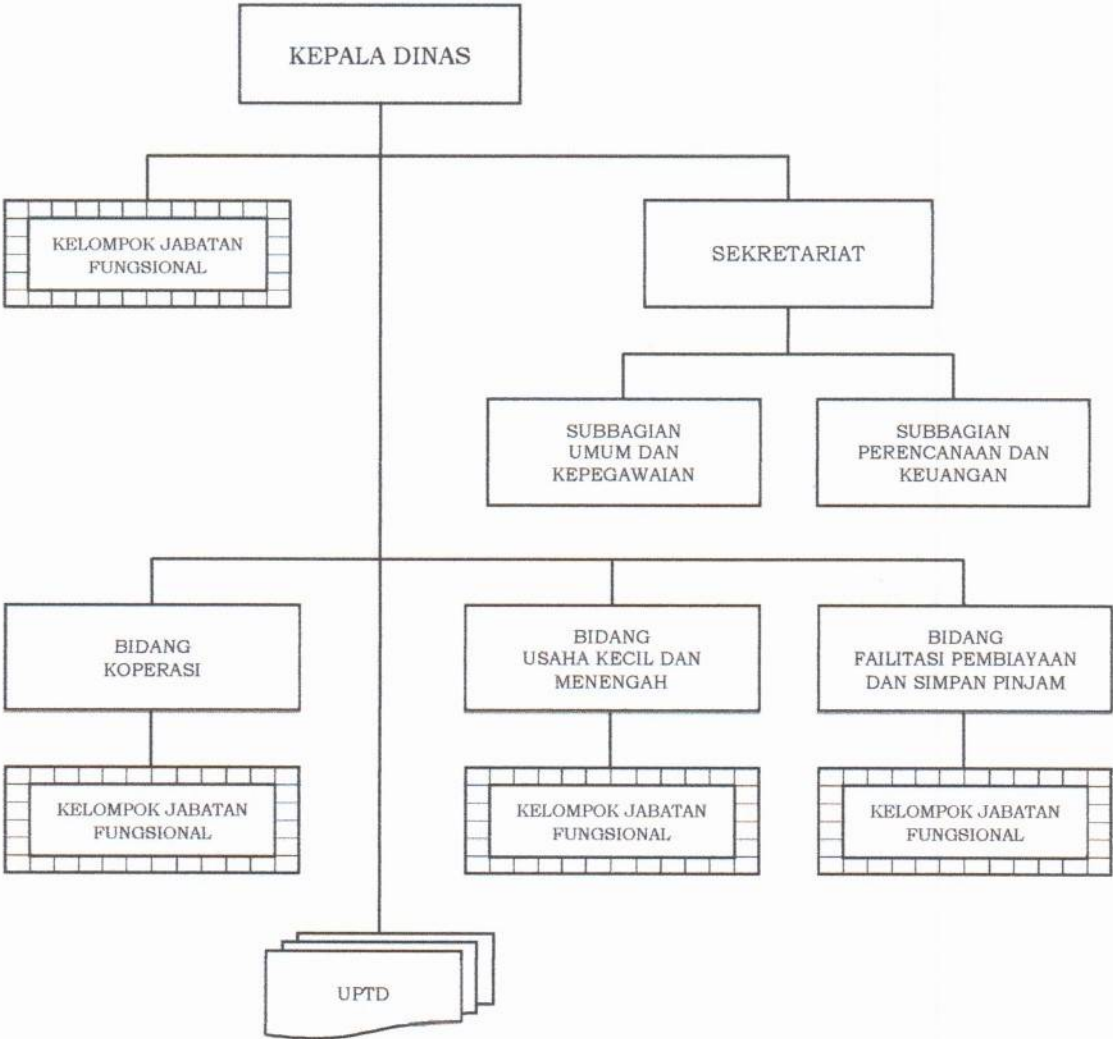 KEPALA DINAS
KELOMPOK JABATAN
FUNGSIONAL
SEKRETARIAT
SUBBAGIAN
UMUM DAN
KEPEGAWAIAN
SUBBAGIAN
PERENCANAAN DAN
KEUANGAN
BIDANG
KOPERASI
BIDANG
USAHA KECIL DAN
MENENGAH
BIDANG
FAILITASI PEMBIAYAAN
DAN SIMPAN PINJAM
KELOMPOK JABATAN
FUNGSIONAL
KELOMPOK JABATAN
FUNGSIONAL
KELOMPOK JABATAN
FUNGSIONAL
UPTD